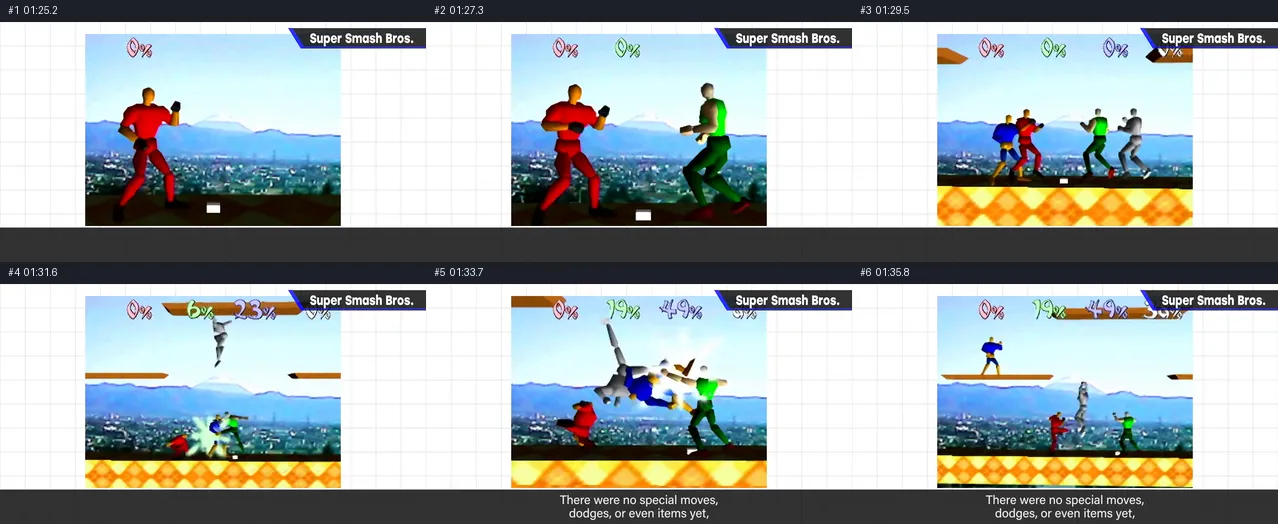 #1 01:25.2
Super Smash Bros.
0%
#2 01:27.3
Super Smash Bros.
0% 0%
#3 01:29.5
Super Smash Bros.
0% 0% 0%
#4 01:31.6
Super Smash Bros.
0% 6% 23% 0%
#5 01:33.7
Super Smash Bros.
0% 19% 49%
There were no special moves,
dodges, or even items yet,
#6 01:35.8
Super Smash Bros.
0% 19% 49%
There were no special moves,
dodges, or even items yet,